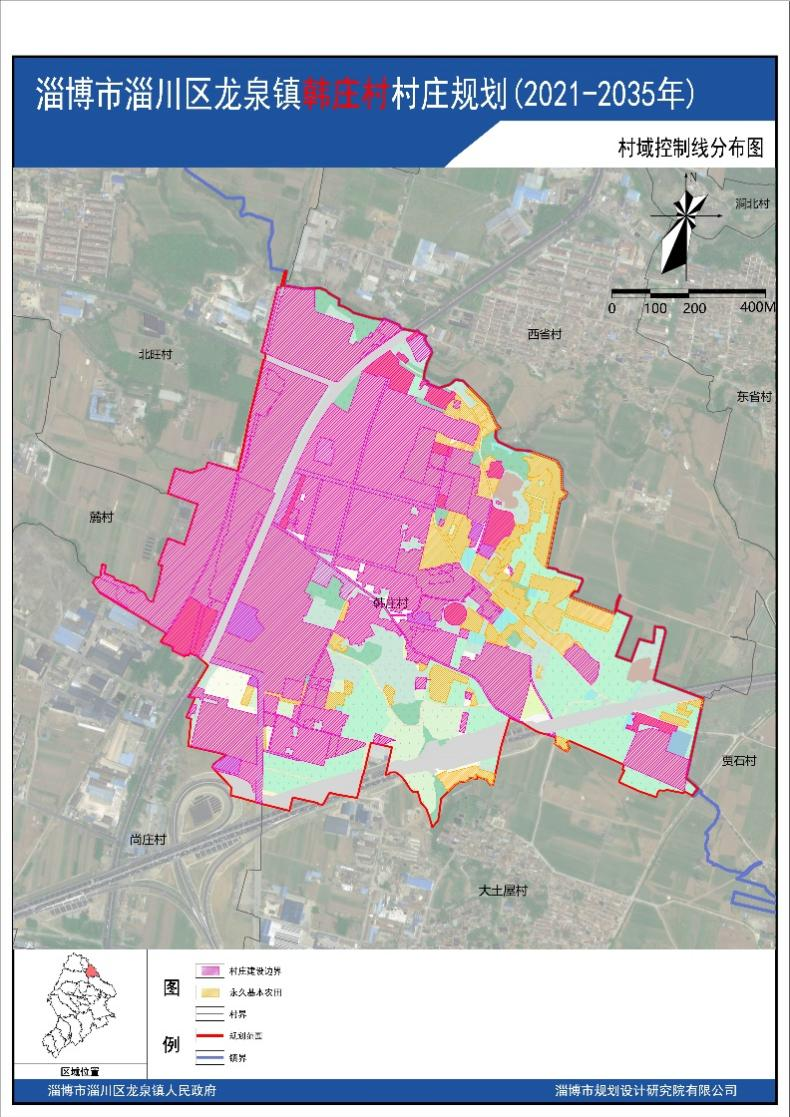 淄博市淄川区龙泉镇韩庄村村庄规划(2021-2035年)
村域控制线分布图
N
涧北村
0 100 200 400M
西省村
北旺村
东省村
麓村
韩庄村
贾石村
尚庄村
大土屋村
图例
村庄建设边界
永久基本农田
村界
规划范围
镇界
区域位置
淄博市淄川区龙泉镇人民政府
淄博市规划设计研究院有限公司